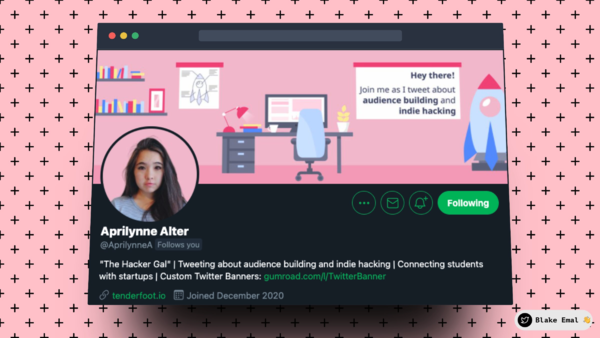 Hey there!
Join me as I tweet about
audience building and
indie hacking
Following
Aprilynne Alter
@AprilynneA Follows you
"The Hacker Gal" | Tweeting about audience building and indie hacking | Connecting students
with startups | Custom Twitter Banners: gumroad.com/l/TwitterBanner
tenderfoot.io Joined December 2020
Blake Emal 👋